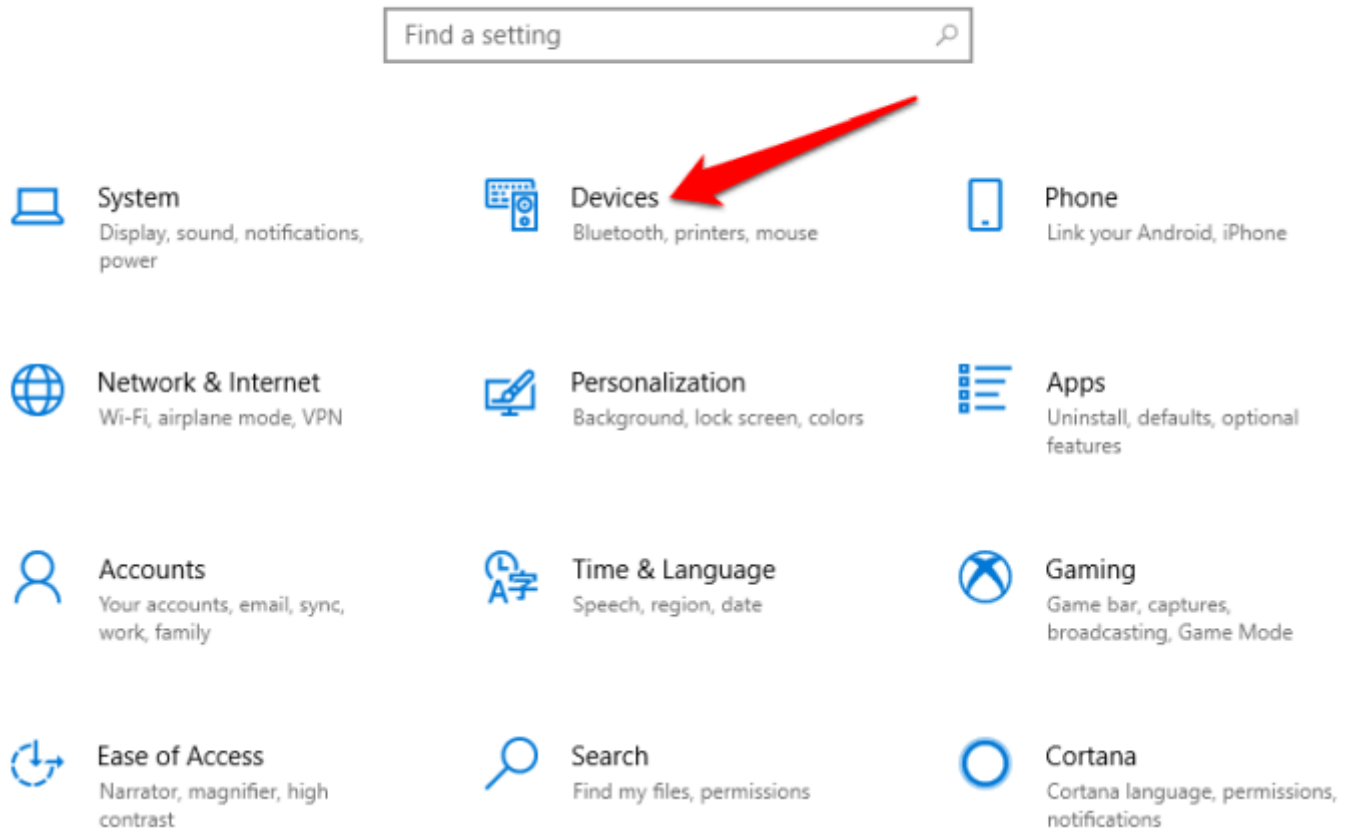 Find a setting
System
Display, sound, notifications,
power
Devices
Bluetooth, printers, mouse
Phone
Link your Android, iPhone
Network & Internet
Wi-Fi, airplane mode, VPN
Personalization
Background, lock screen, colors
Apps
Uninstall, defaults, optional
features
Accounts
Your accounts, email, sync,
work, family
Time & Language
Speech, region, date
Gaming
Game bar, captures,
broadcasting, Game Mode
Ease of Access
Narrator, magnifier, high
contrast
Search
Find my files, permissions
Cortana
Cortana language, permissions,
notifications